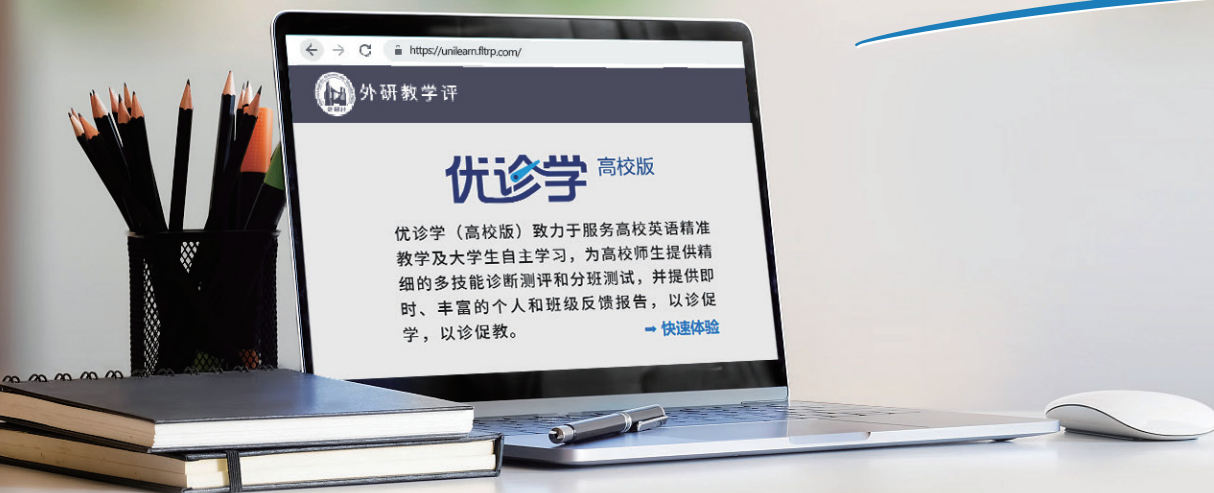 https://unilearn.fltrp.com/
外研教学评
优诊学 高校版
优诊学（高校版）致力于服务高校英语精准
教学及大学生自主学习，为高校师生提供精
细的多技能诊断测评和分班测试，并提供即
时、丰富的个人和班级反馈报告，以诊促
学，以诊促教。
➡ 快速体验